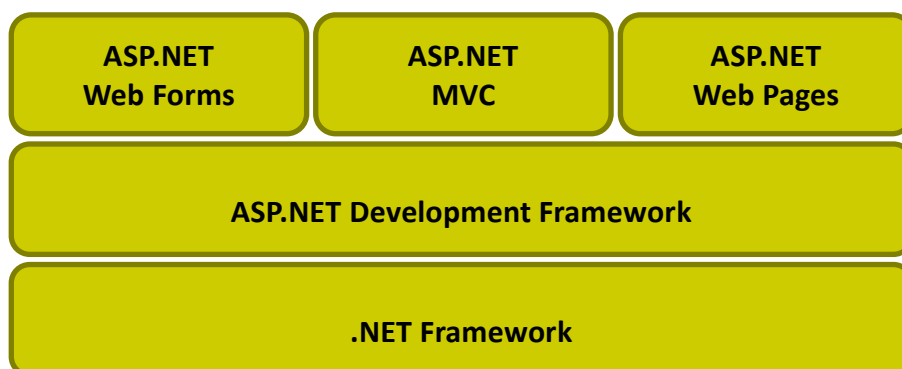 ASP.NET
Web Forms
ASP.NET
MVC
ASP.NET
Web Pages
ASP.NET Development Framework
.NET Framework